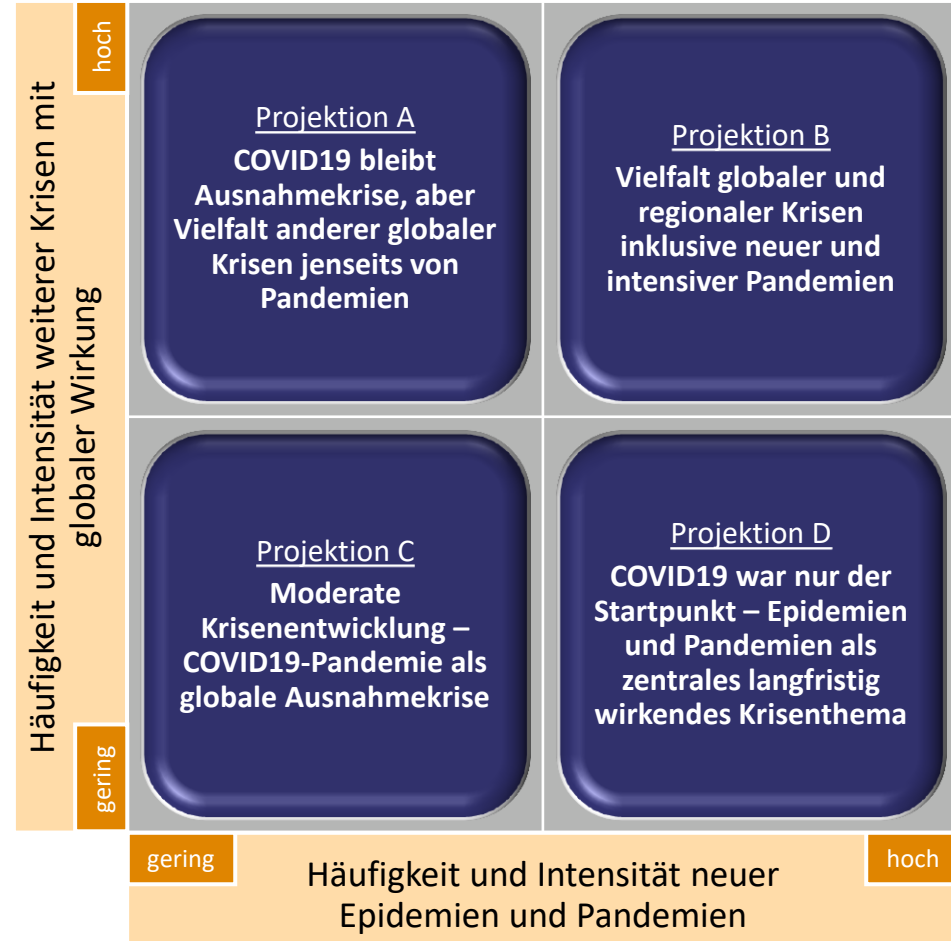 hoch
Häufigkeit und Intensität weiterer Krisen mit
globaler Wirkung
gering
Projektion A
COVID19 bleibt
Ausnahmekrise, aber
Vielfalt anderer globaler
Krisen jenseits von
Pandemien
Projektion B
Vielfalt globaler und
regionaler Krisen
inklusive neuer und
intensiver Pandemien
Projektion C
Moderate
Krisenentwicklung –
COVID19-Pandemie als
globale Ausnahmekrise
Projektion D
COVID19 war nur der
Startpunkt – Epidemien
und Pandemien als
zentrales langfristig
wirkendes Krisenthema
gering
Häufigkeit und Intensität neuer
Epidemien und Pandemien
hoch